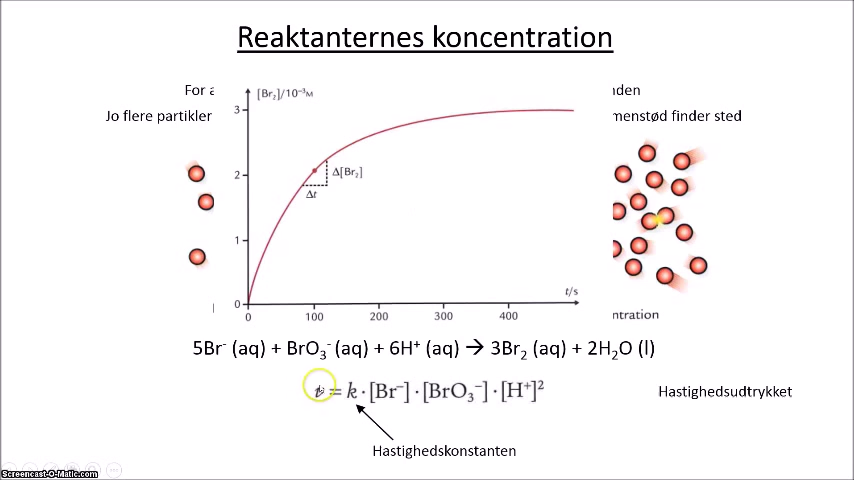 Reaktanternes koncentration
For
nden
Jo flere partikler
menstød finder sted
[Br₂]/10⁻³M
3
2
1
0
Δ[Br₂]
Δt
t/s
0 100 200 300 400
ntration
5Br⁻ (aq) + BrO₃⁻ (aq) + 6H⁺ (aq) → 3Br₂ (aq) + 2H₂O (l)
v = k · [Br⁻] · [BrO₃⁻] · [H⁺]²
Hastighedsudtrykket
Hastighedskonstanten
Screencast-O-Matic.com